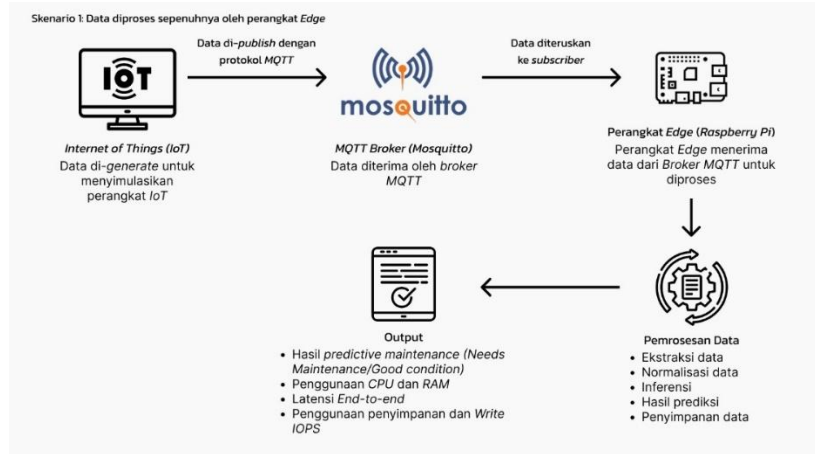 Skenario 1: Data diproses sepenuhnya oleh perangkat Edge
IOT
Data di-publish dengan
protokol MQTT
mosquitto
Data diteruskan
ke subscriber
Internet of Things (IoT)
Data di-generate untuk
menyimulasikan
perangkat IoT
MQTT Broker (Mosquitto)
Data diterima oleh broker
MQTT
Perangkat Edge (Raspberry Pi)
Perangkat Edge menerima
data dari Broker MQTT untuk
diproses
Output
• Hasil predictive maintenance (Needs
Maintenance/Good condition)
• Penggunaan CPU dan RAM
• Latensi End-to-end
• Penggunaan penyimpanan dan Write
IOPS
Pemrosesan Data
• Ekstraksi data
• Normalisasi data
• Inferensi
• Hasil prediksi
• Penyimpanan data